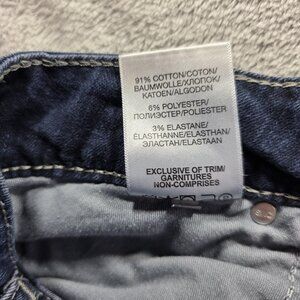 91% COTTON/COTON/
BAUMWOLLE/ХЛОПОК/
KATOEN/ALGODON
6% POLYESTER/
ПОЛИЭСТЕР/POLIESTER
3% ELASTANE/
ÉLASTHANNE/ELASTHAN/
ЭЛАСТАН/ELASTAAN
EXCLUSIVE OF TRIM/
GARNITURES
NON-COMPRISES